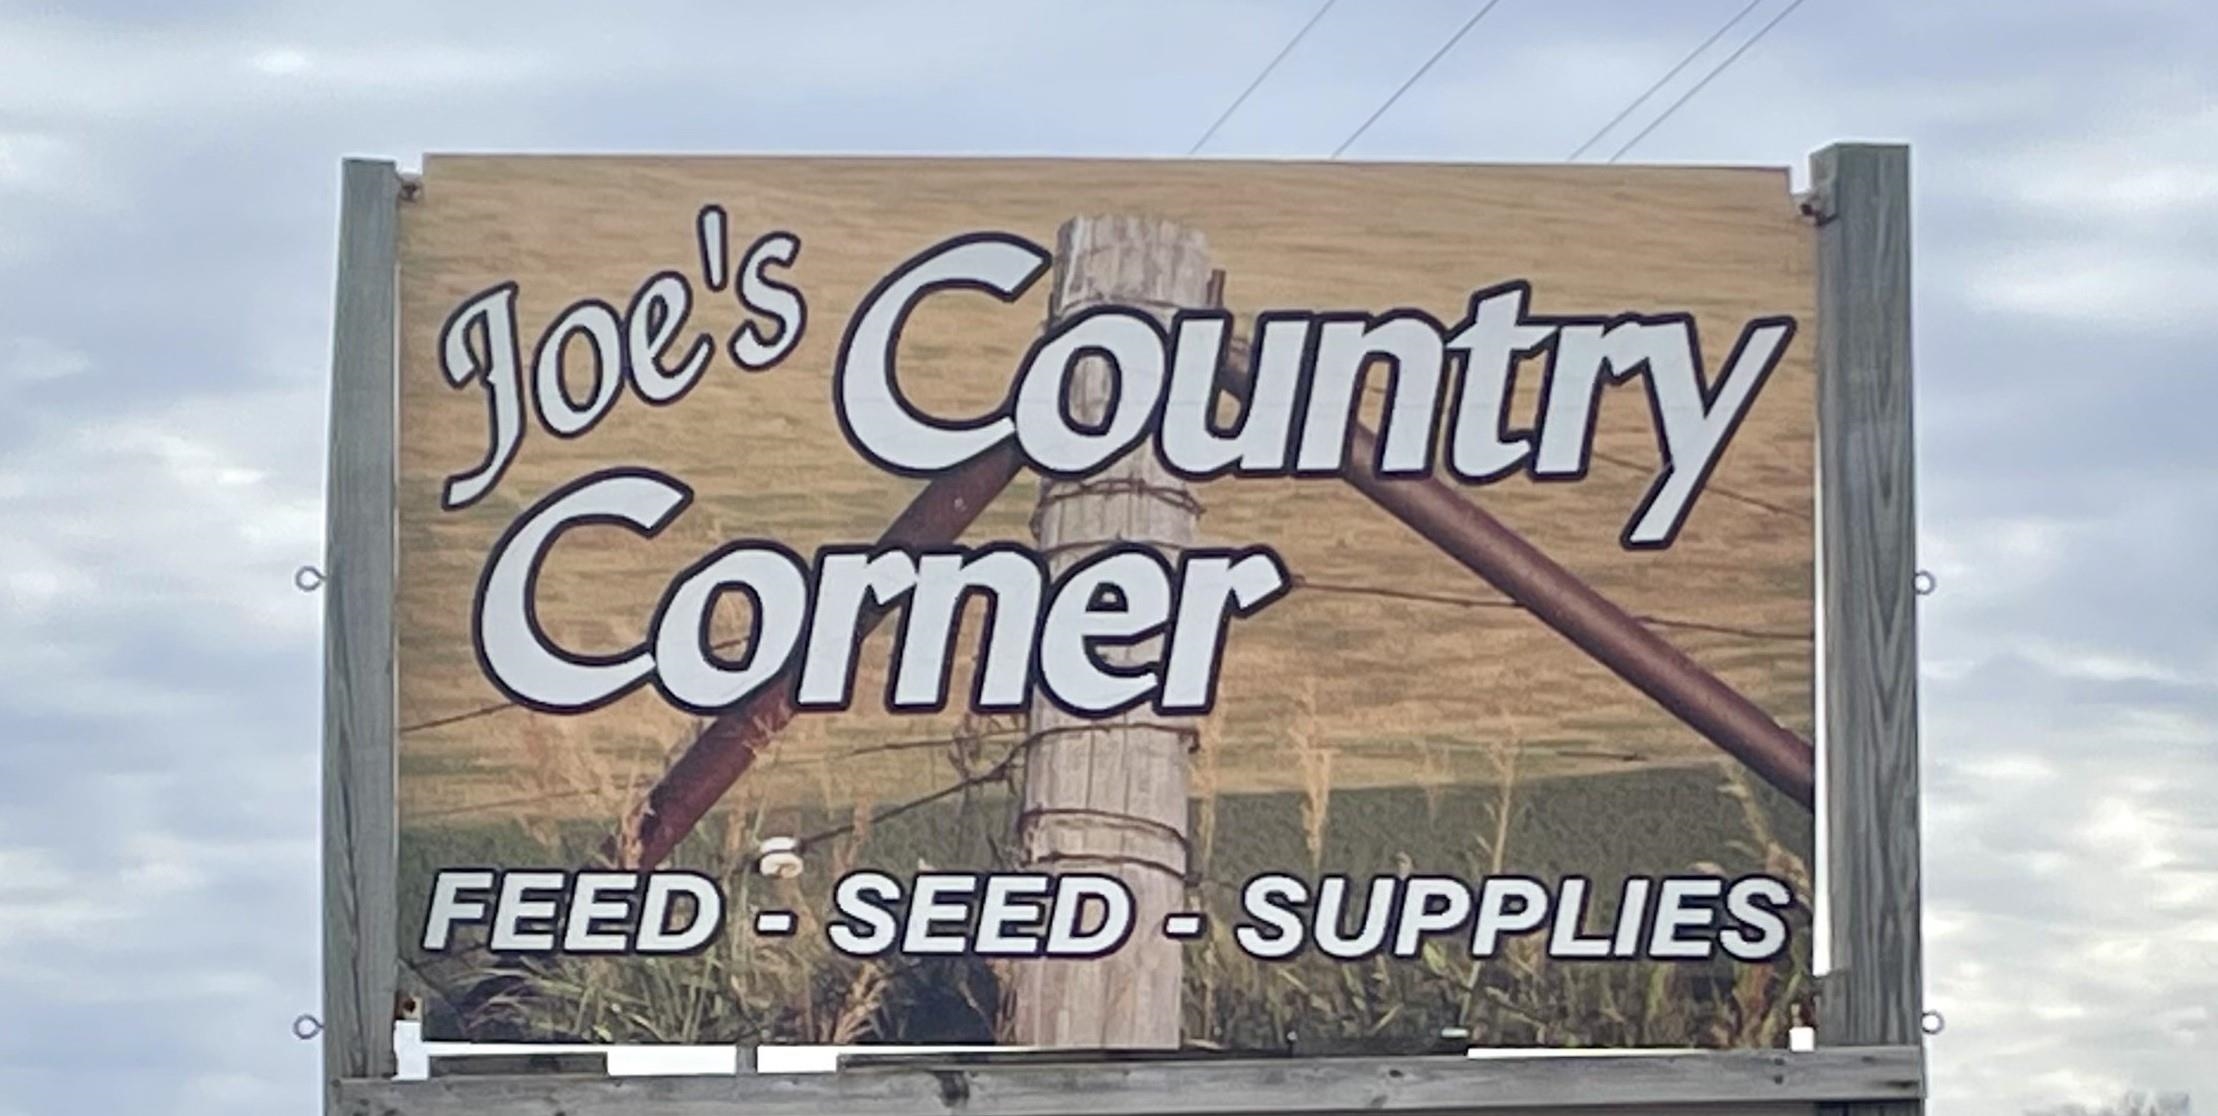 Joe's Country
Corner
FEED - SEED - SUPPLIES